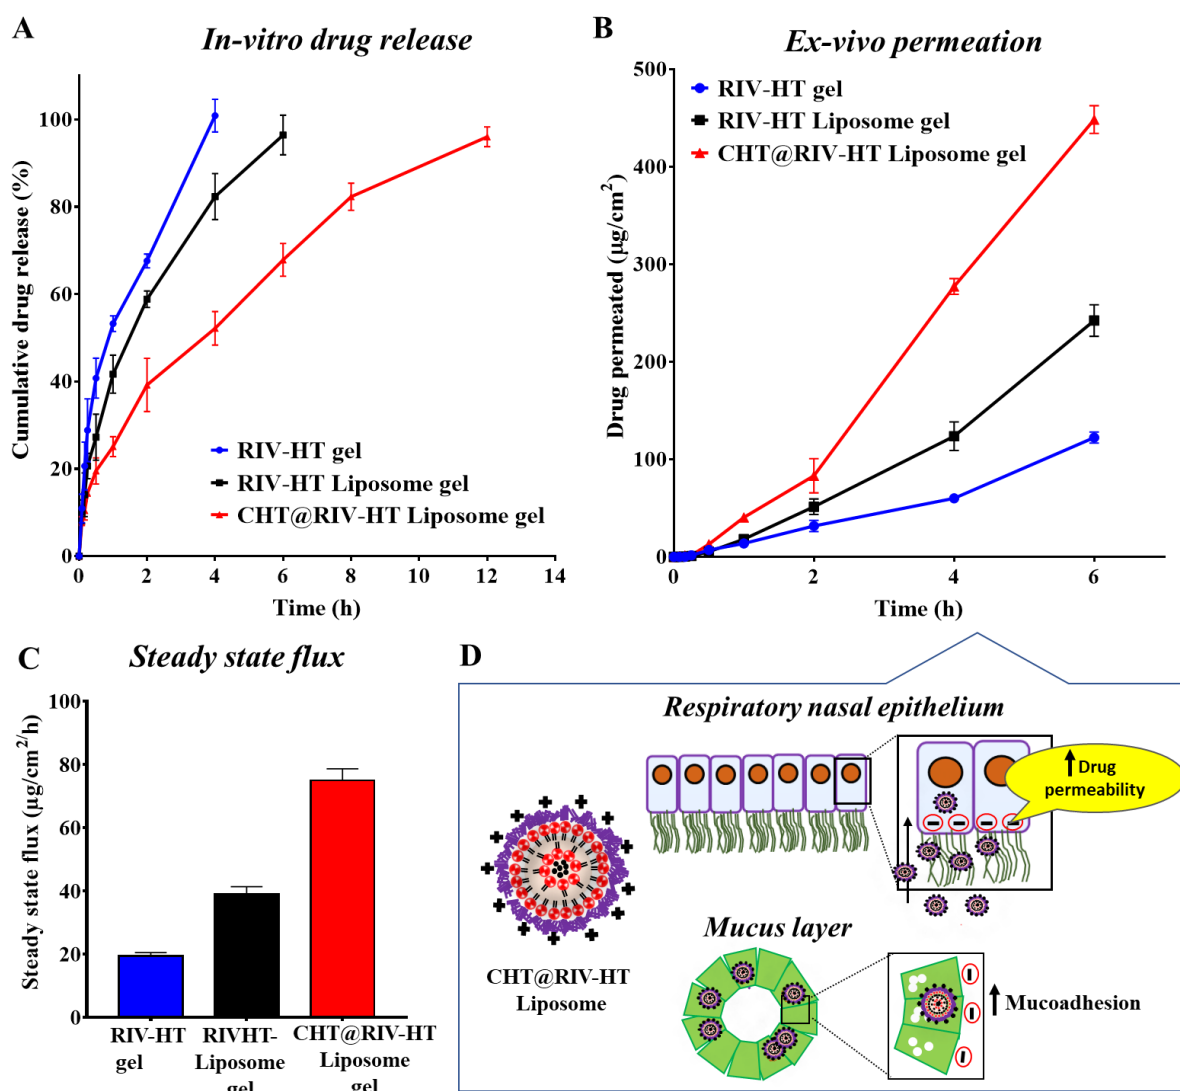 A
In-vitro drug release
Cumulative drug release (%)
100
80
60
40
20
0
RIV-HT gel
RIV-HT Liposome gel
CHT@RIV-HT Liposome gel
0 2 4 6 8 10 12 14
Time (h)
B
Ex-vivo permeation
Drug permeated (µg/cm²)
500
400
300
200
100
0
RIV-HT gel
RIV-HT Liposome gel
CHT@RIV-HT Liposome gel
0 2 4 6
Time (h)
C
Steady state flux
Steady state flux (µg/cm²/h)
100
80
60
40
20
0
RIV-HT
gel
RIVHT-
Liposome
gel
CHT@RIV-HT
Liposome
gel
D
Respiratory nasal epithelium
Drug
permeability
CHT@RIV-HT
Liposome
Mucus layer
Mucoadhesion